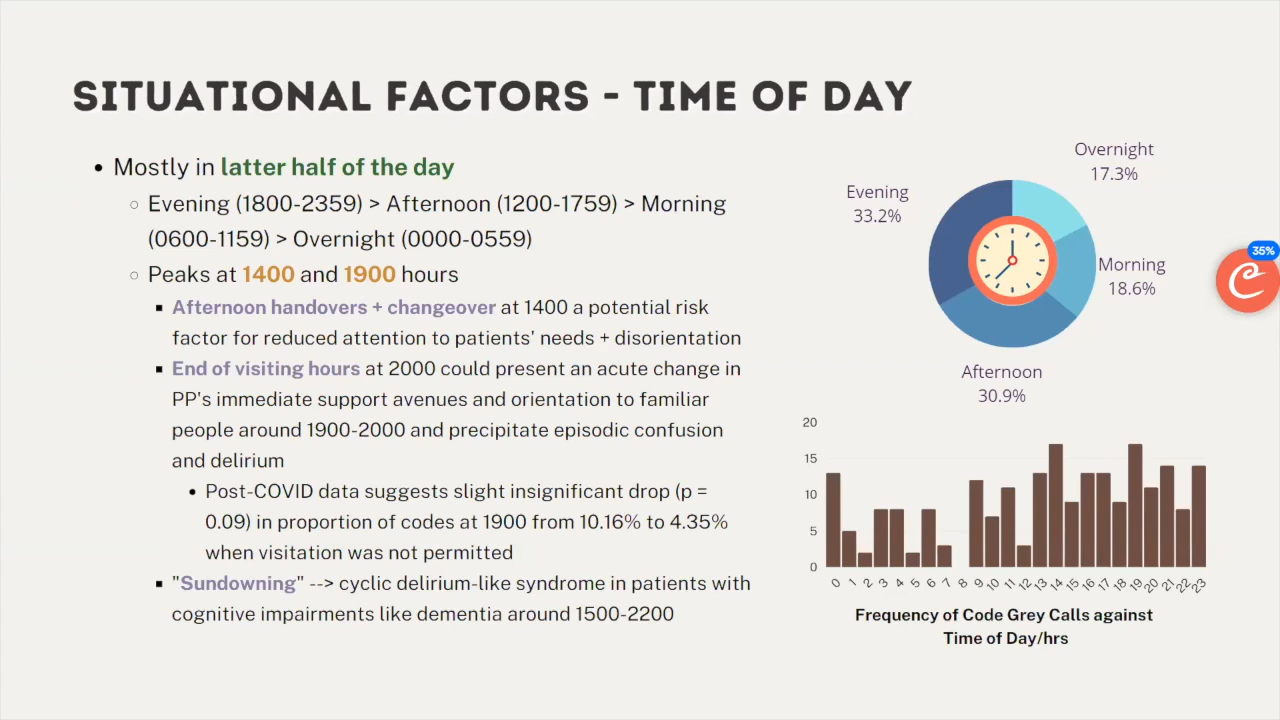 SITUATIONAL FACTORS - TIME OF DAY
Mostly in latter half of the day
Evening (1800-2359) > Afternoon (1200-1759) > Morning
(0600-1159) > Overnight (0000-0559)
Peaks at 1400 and 1900 hours
Afternoon handovers + changeover at 1400 a potential risk
factor for reduced attention to patients' needs + disorientation
End of visiting hours at 2000 could present an acute change in
PP's immediate support avenues and orientation to familiar
people around 1900-2000 and precipitate episodic confusion
and delirium
Post-COVID data suggests slight insignificant drop (p =
0.09) in proportion of codes at 1900 from 10.16% to 4.35%
when visitation was not permitted
"Sundowning" --> cyclic delirium-like syndrome in patients with
cognitive impairments like dementia around 1500-2200
Overnight
17.3%
Evening
33.2%
Morning
18.6%
Afternoon
30.9%
36%
20
15
10
5
0
0 1 2 3 4 5 6 7 8 9 10 11 12 13 14 15 16 17 18 19 20 21 22 23
Frequency of Code Grey Calls against
Time of Day/hrs